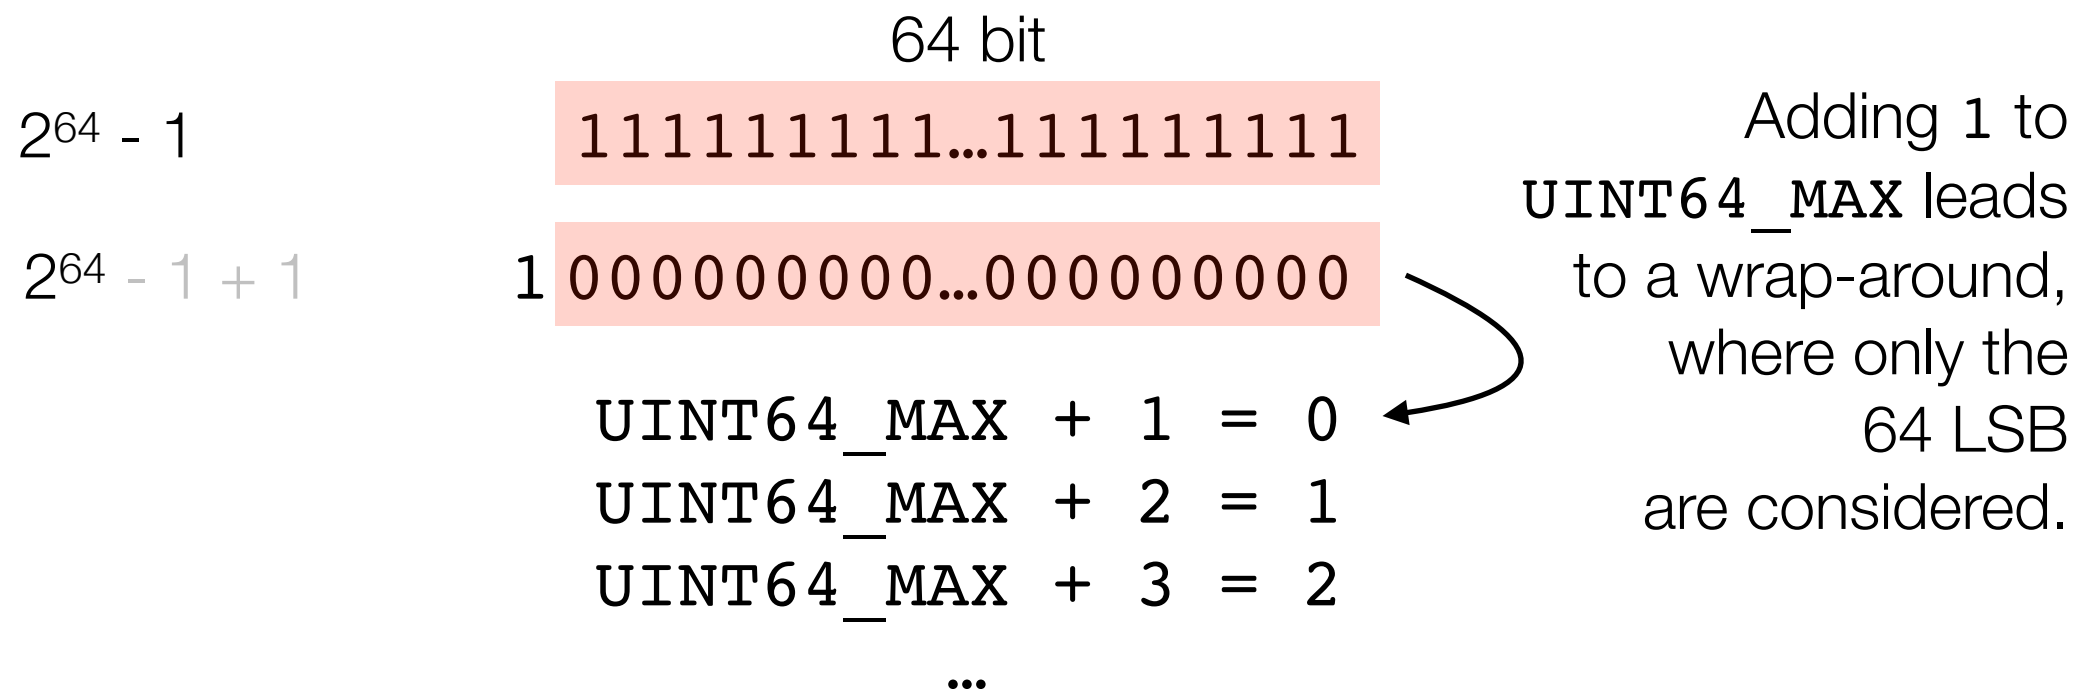 64 bit
2⁶⁴ - 1
111111111…111111111
2⁶⁴ - 1 + 1
1 000000000…000000000
UINT64_MAX + 1 = 0
UINT64_MAX + 2 = 1
UINT64_MAX + 3 = 2
…
Adding 1 to
UINT64_MAX leads
to a wrap-around,
where only the
64 LSB
are considered.